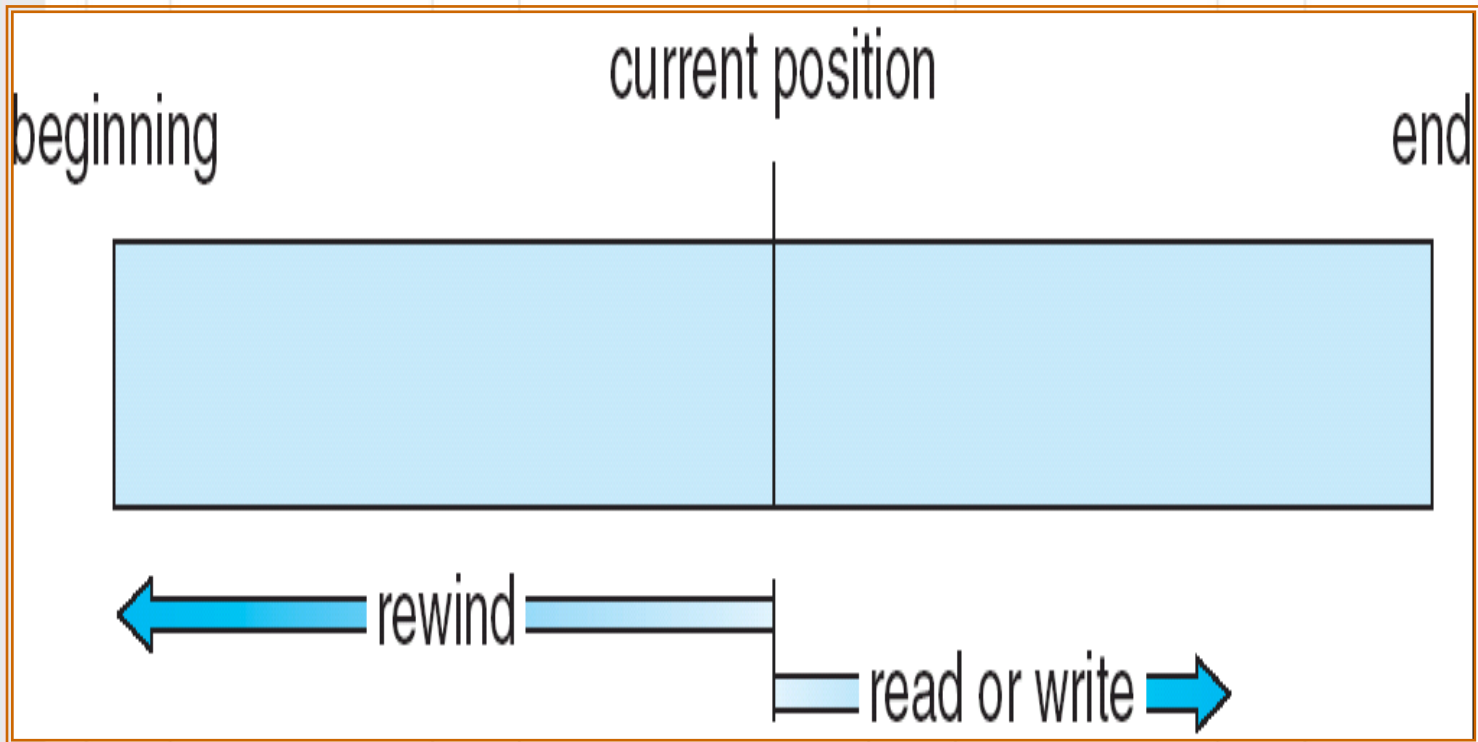 current position
beginning
end
rewind
read or write